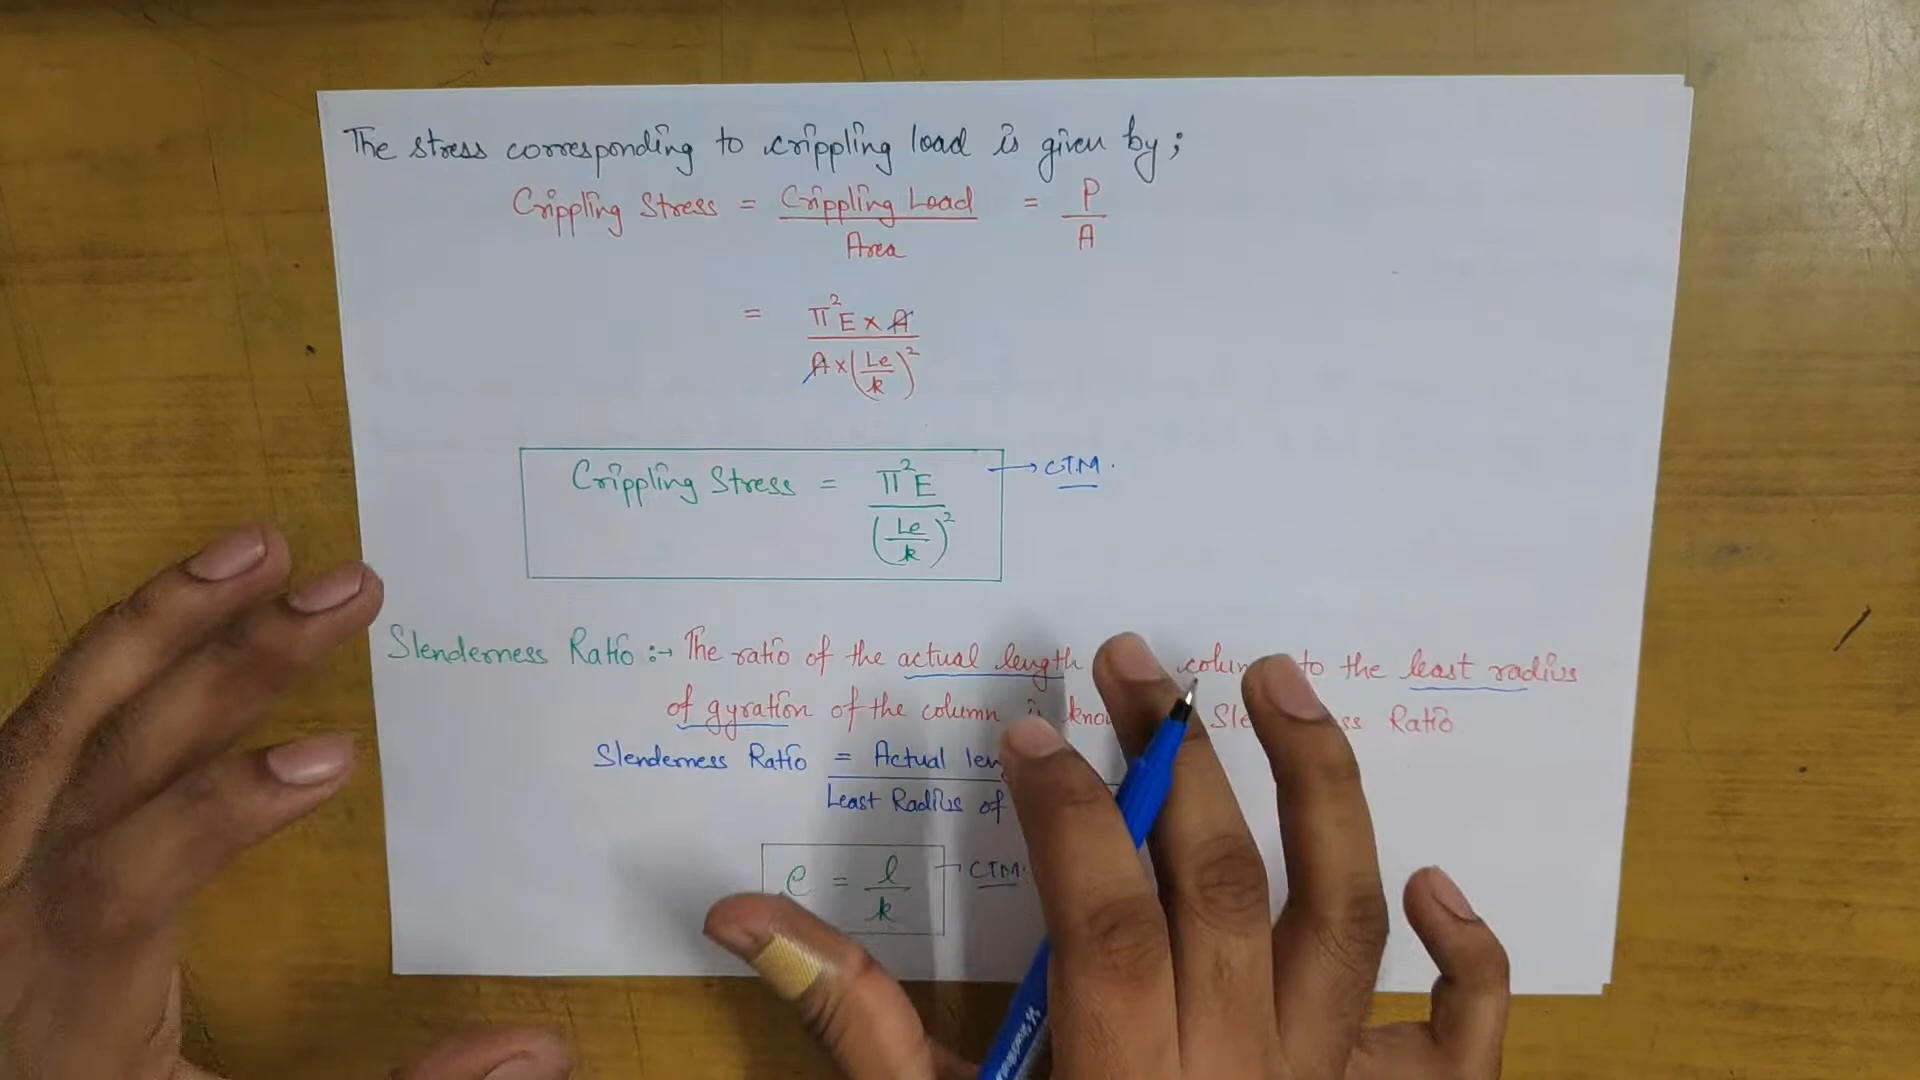 The stress corresponding to crippling load is given by;
Crippling Stress = Crippling Load / Area = P / A
= π²E × A / A × (Le/k)²
Crippling Stress = π²E / (Le/k)² → CTM.
Slenderness Ratio :→ The ratio of the actual length column to the least radius
of gyration of the column is Ratio
Slenderness Ratio = Actual / Least Radius of
= l / k CTM.